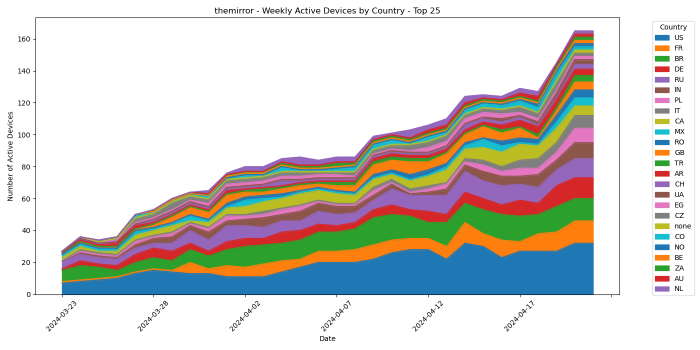 themirror - Weekly Active Devices by Country - Top 25
Number of Active Devices
160
140
120
100
80
60
40
20
0
2024-03-23
2024-03-28
2024-04-02
2024-04-07
2024-04-12
2024-04-17
Date
Country
US
FR
BR
DE
RU
IN
PL
IT
CA
MX
RO
GB
TR
AR
CH
UA
EG
CZ
none
CO
NO
BE
ZA
AU
NL